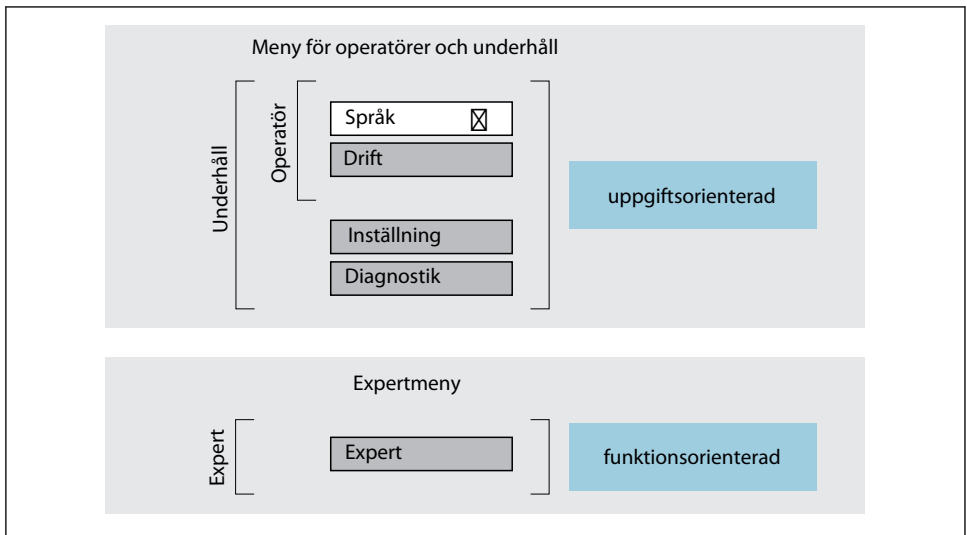 Meny för operatörer och underhåll
Underhåll
Operatör
Språk
Drift
Inställning
Diagnostik
uppgiftsorienterad
Expertmeny
Expert
Expert
funktionsorienterad